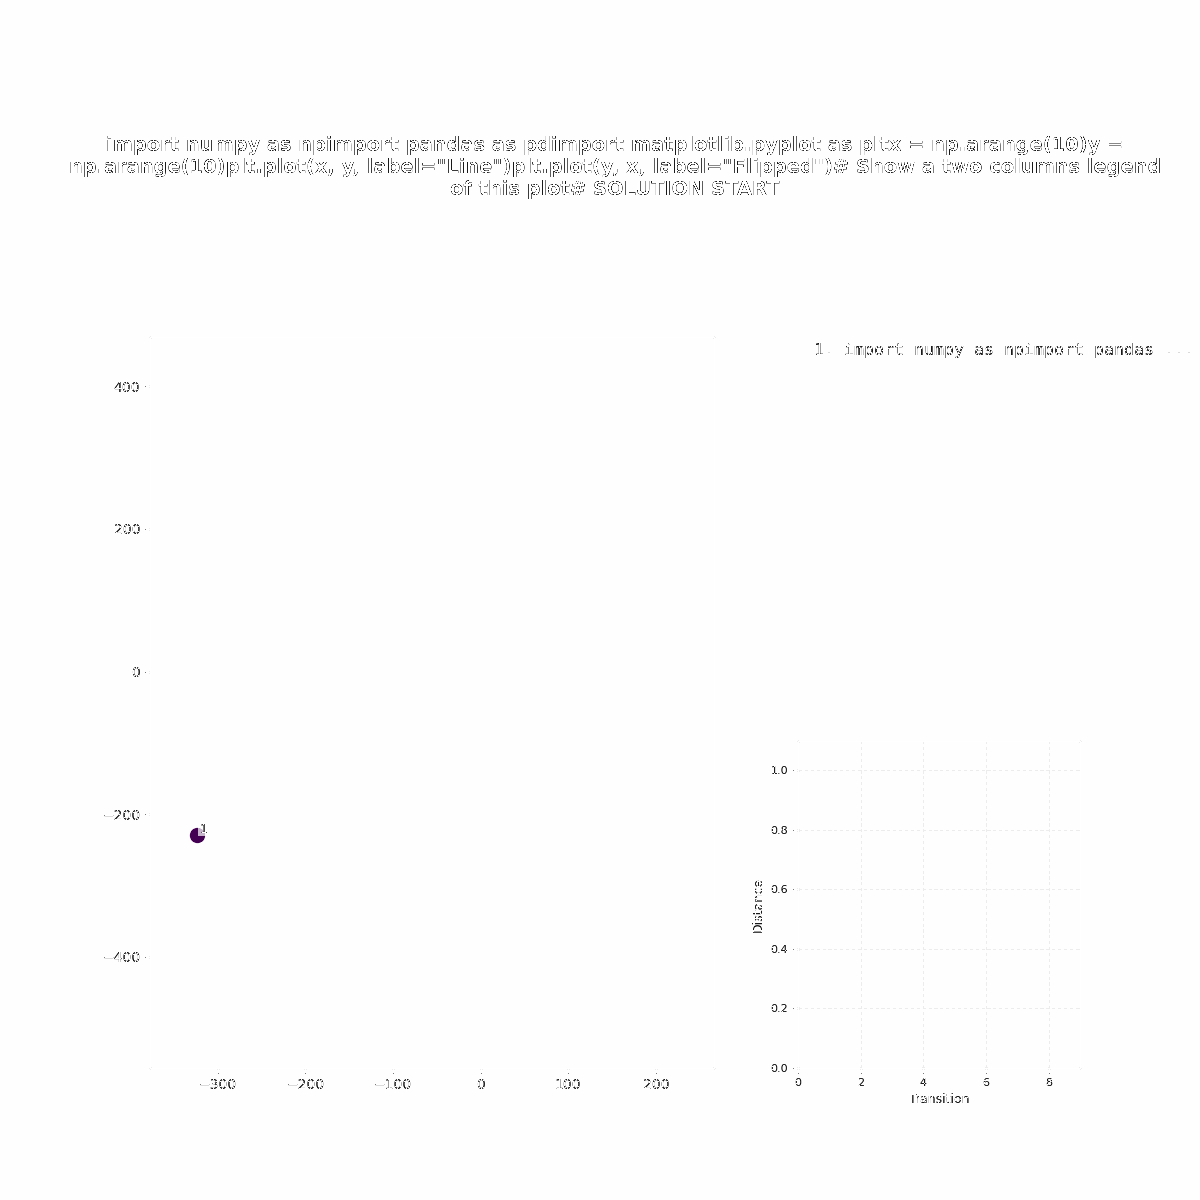 import numpy as npimport pandas as pdimport matplotlib.pyplot as pltx = np.arange(10)y =
np.arange(10)plt.plot(x, y, label="Line")plt.plot(y, x, label="Flipped")# Show a two columns legend
of this plot# SOLUTION START
1. import numpy as npimport pandas ...
400
200
0
−200
−400
1
−300 −200 −100 0 100 200
1.0
0.8
0.6
0.4
0.2
0.0
Distance
0 2 4 6 8
Transition